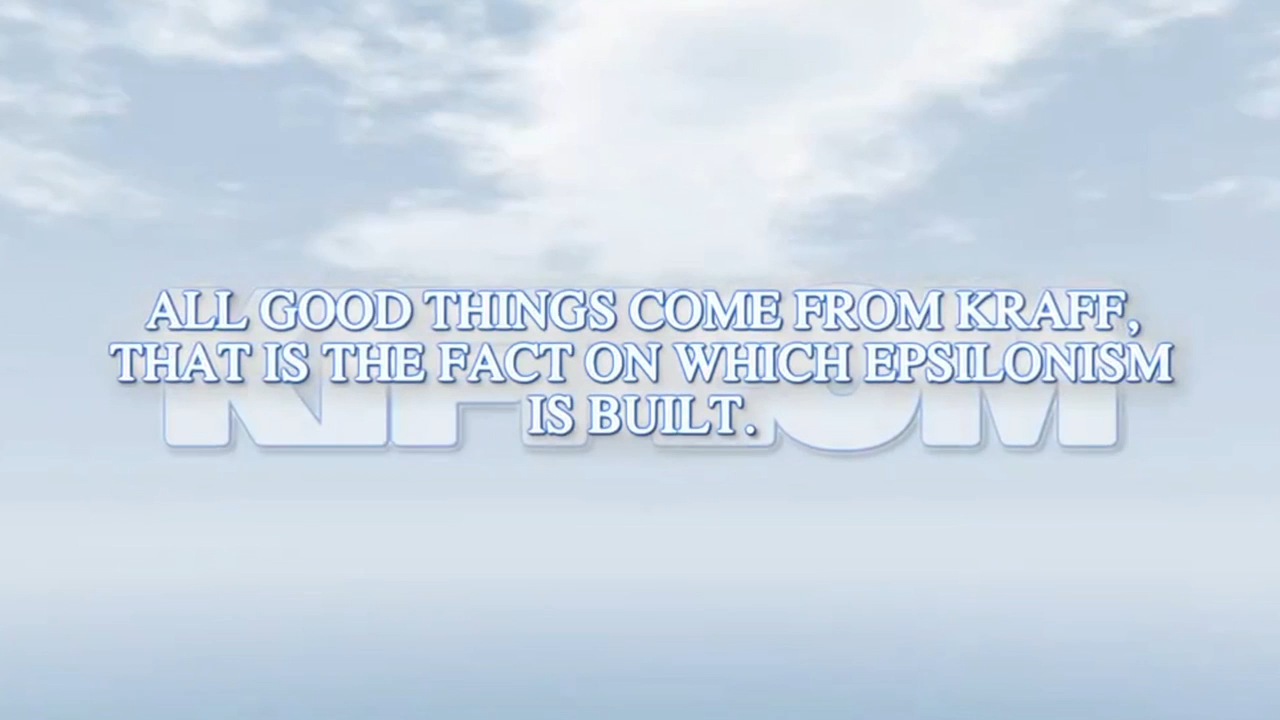 ALL GOOD THINGS COME FROM KRAFF,
THAT IS THE FACT ON WHICH EPSILONISM
IS BUILT.